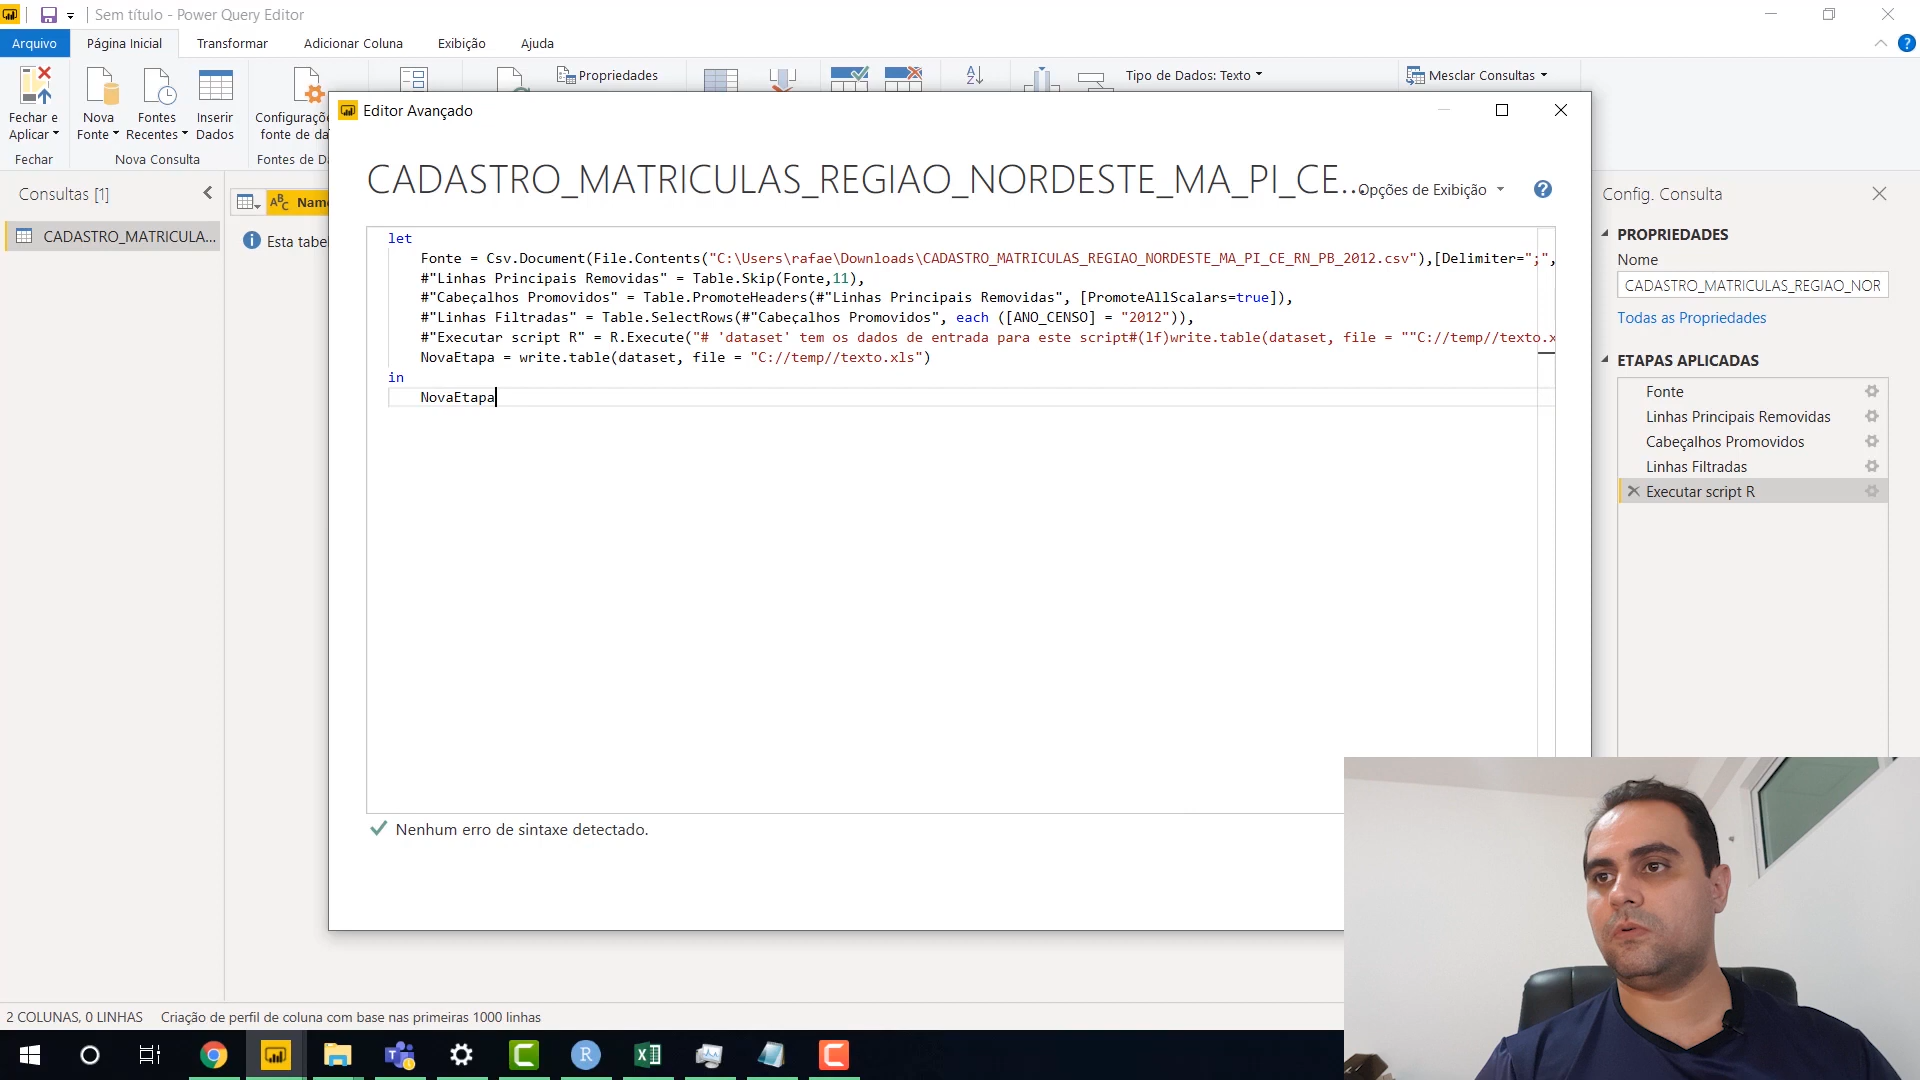 Sem título - Power Query Editor
Arquivo
Página Inicial
Transformar
Adicionar Coluna
Exibição
Ajuda
?
Fechar e
Aplicar
Nova
Fonte
Fontes
Recentes
Inserir
Dados
Propriedades
Tipo de Dados: Texto
Mesclar Consultas
Fechar
Nova Consulta
Fontes de D
fonte de da
Editor Avançado
CADASTRO_MATRICULAS_REGIAO_NORDESTE_MA_PI_CE...
Opções de Exibição
?
Consultas [1]
CADASTRO_MATRICULA...
Esta tabe
let
Fonte = Csv.Document(File.Contents("C:\Users\rafae\Downloads\CADASTRO_MATRICULAS_REGIAO_NORDESTE_MA_PI_CE_RN_PB_2012.csv"),[Delimiter=";",
#"Linhas Principais Removidas" = Table.Skip(Fonte,11),
#"Cabeçalhos Promovidos" = Table.PromoteHeaders(#"Linhas Principais Removidas", [PromoteAllScalars=true]),
#"Linhas Filtradas" = Table.SelectRows(#"Cabeçalhos Promovidos", each ([ANO_CENSO] = "2012")),
#"Executar script R" = R.Execute("# 'dataset' tem os dados de entrada para este script#(lf)write.table(dataset, file = ""C://temp//texto.x
NovaEtapa = write.table(dataset, file = "C://temp//texto.xls")
in
NovaEtapa
Nenhum erro de sintaxe detectado.
Config. Consulta
PROPRIEDADES
Nome
CADASTRO_MATRICULAS_REGIAO_NOR
Todas as Propriedades
ETAPAS APLICADAS
Fonte
Linhas Principais Removidas
Cabeçalhos Promovidos
Linhas Filtradas
Executar script R
2 COLUNAS, 0 LINHAS
Criação de perfil de coluna com base nas primeiras 1000 linhas